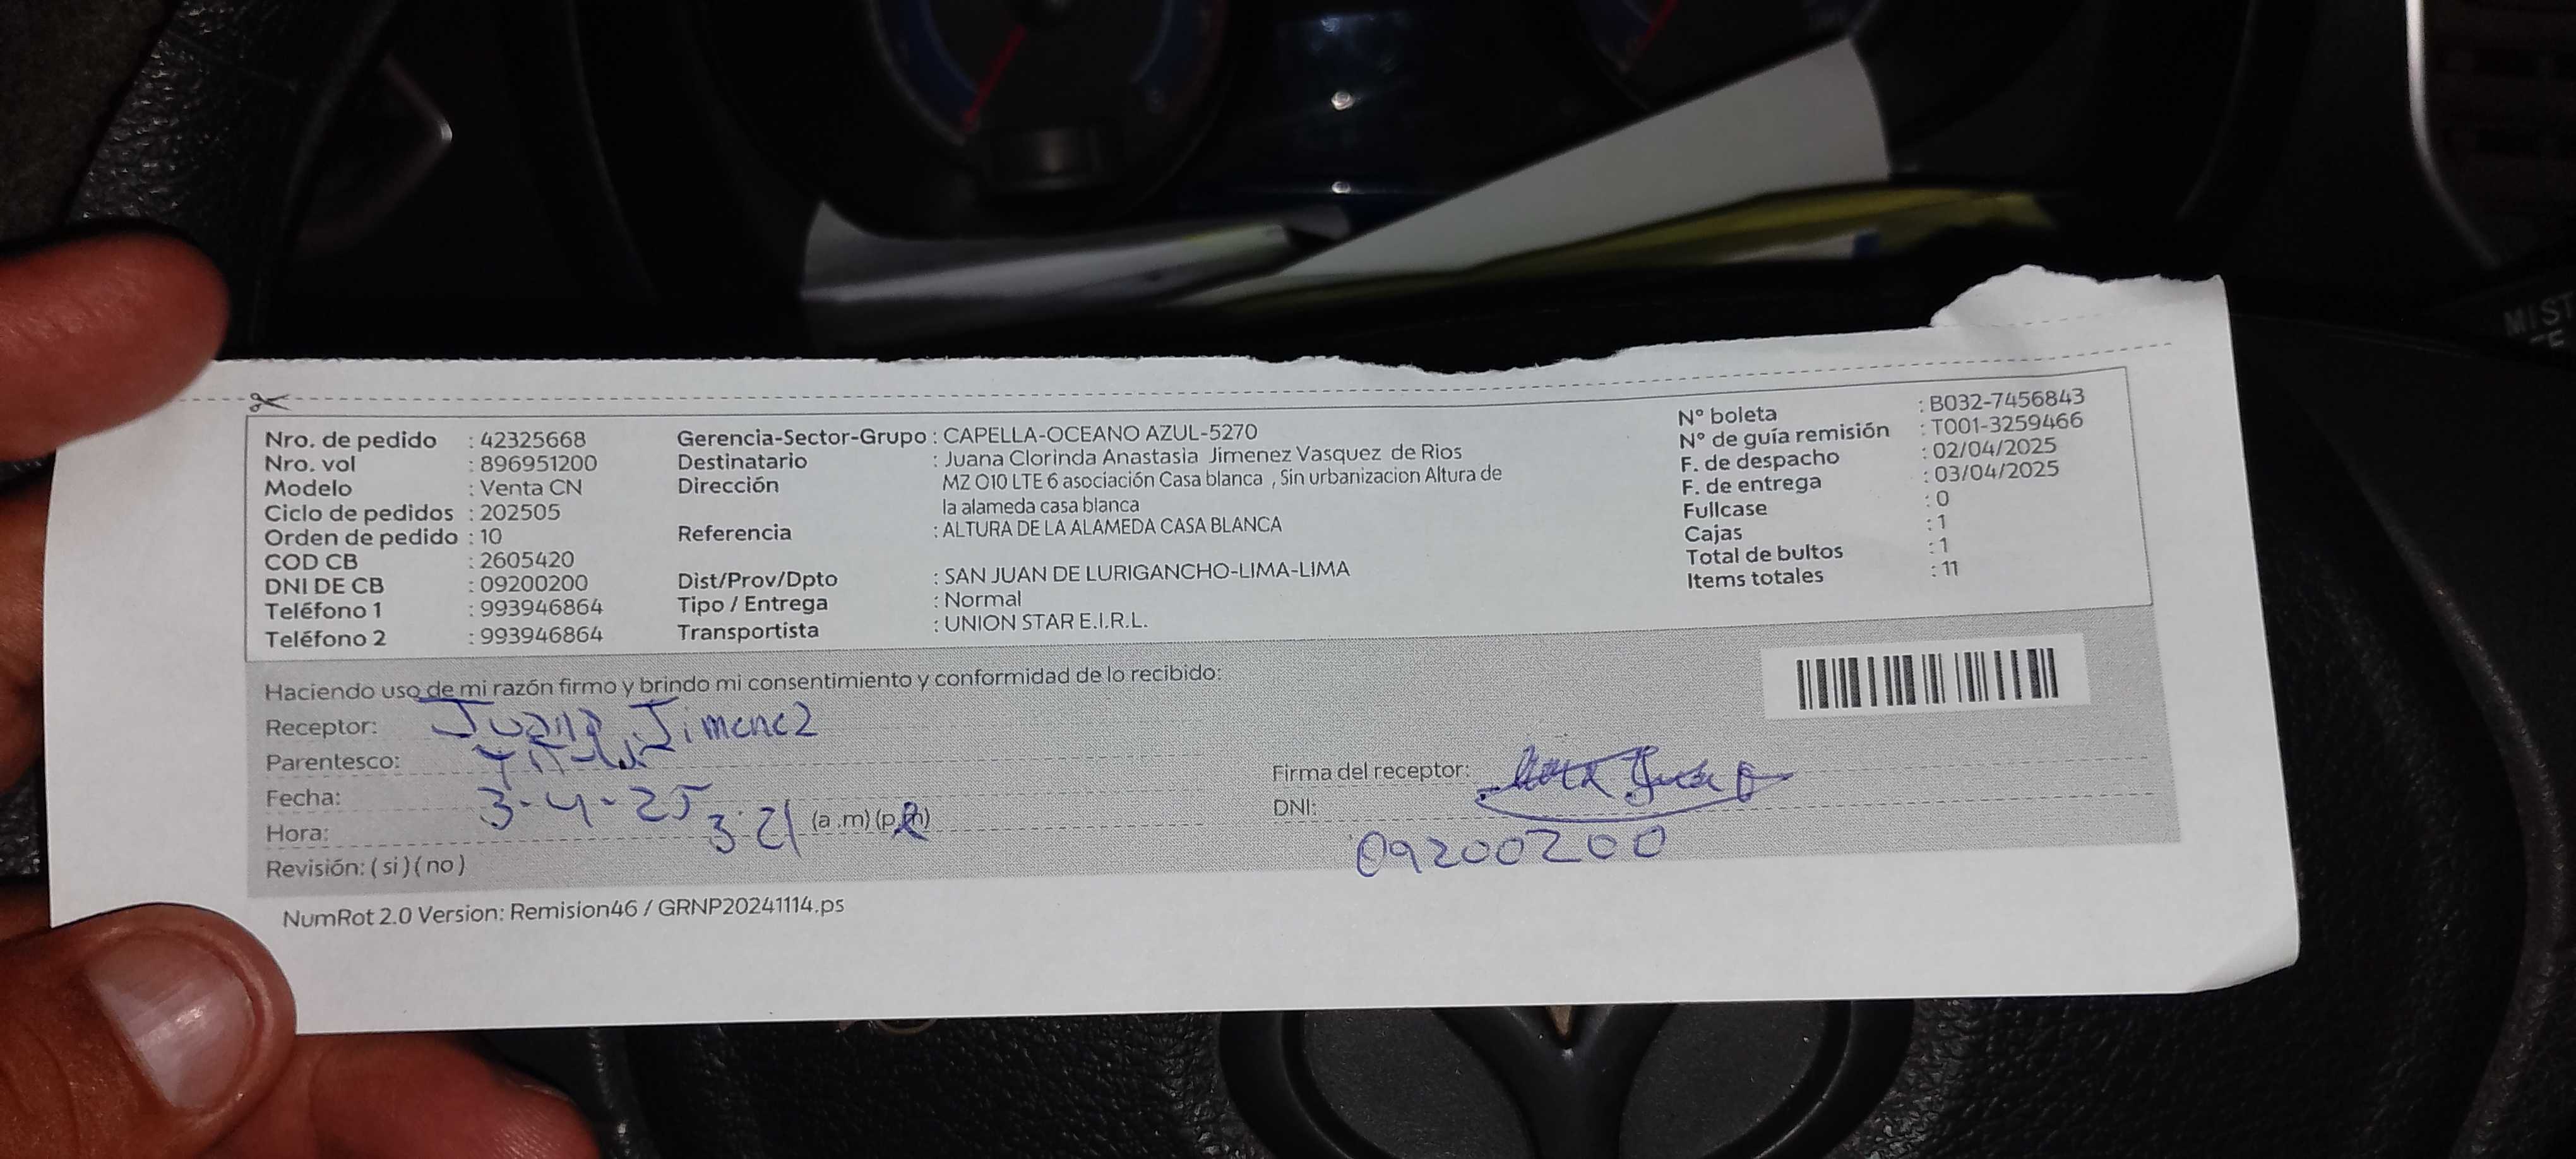 Nro. de pedido : 42325668
Nro. vol : 896951200
Modelo : Venta CN
Ciclo de pedidos : 202505
Orden de pedido : 10
COD CB : 2605420
DNI DE CB : 09200200
Teléfono 1 : 993946864
Teléfono 2 : 993946864
Gerencia-Sector-Grupo : CAPELLA-OCEANO AZUL-5270
Destinatario : Juana Clorinda Anastasia Jimenez Vasquez de Rios
Dirección MZ O10 LTE 6 asociación Casa blanca , Sin urbanizacion Altura de
la alameda casa blanca
Referencia : ALTURA DE LA ALAMEDA CASA BLANCA
Dist/Prov/Dpto : SAN JUAN DE LURIGANCHO-LIMA-LIMA
Tipo / Entrega : Normal
Transportista : UNION STAR E.I.R.L.
N° boleta : B032-7456843
N° de guía remisión : T001-3259466
F. de despacho : 02/04/2025
F. de entrega : 03/04/2025
Fullcase : 0
Cajas : 1
Total de bultos : 1
Items totales : 11
Haciendo uso de mi razón firmo y brindo mi consentimiento y conformidad de lo recibido:
Receptor: Juana Jimenez
Parentesco:
Fecha: 3-4-25
Hora: 3:21 (a.m) (p.m)
Revisión: (si) (no)
Firma del receptor:
DNI: 09200200
NumRot 2.0 Version: Remision46 / GRNP20241114.ps
MIST